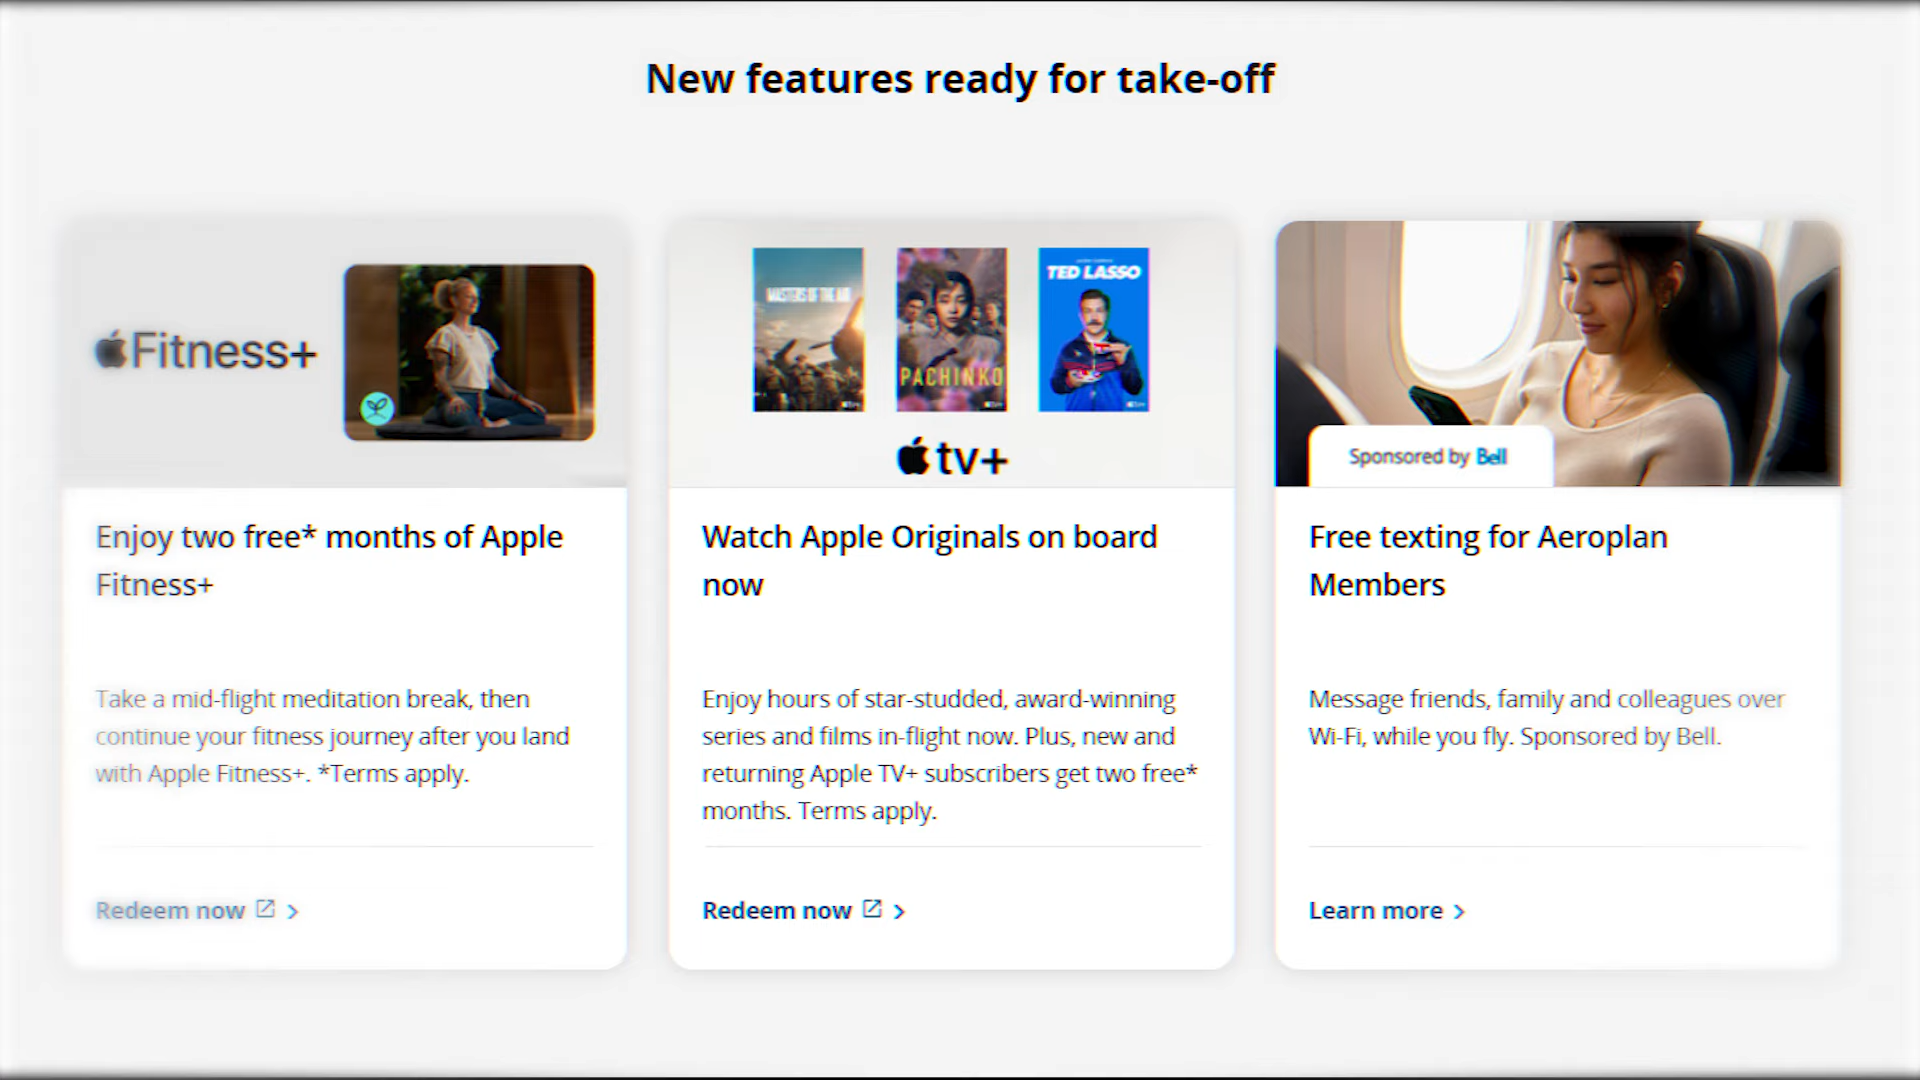 New features ready for take-off
Fitness+
MASTERS OF THE AIR
PACHINKO
TED LASSO
tv+
Sponsored by Bell
Enjoy two free* months of Apple
Fitness+
Take a mid-flight meditation break, then
continue your fitness journey after you land
with Apple Fitness+. *Terms apply.
Redeem now
Watch Apple Originals on board
now
Enjoy hours of star-studded, award-winning
series and films in-flight now. Plus, new and
returning Apple TV+ subscribers get two free*
months. Terms apply.
Redeem now
Free texting for Aeroplan
Members
Message friends, family and colleagues over
Wi-Fi, while you fly. Sponsored by Bell.
Learn more